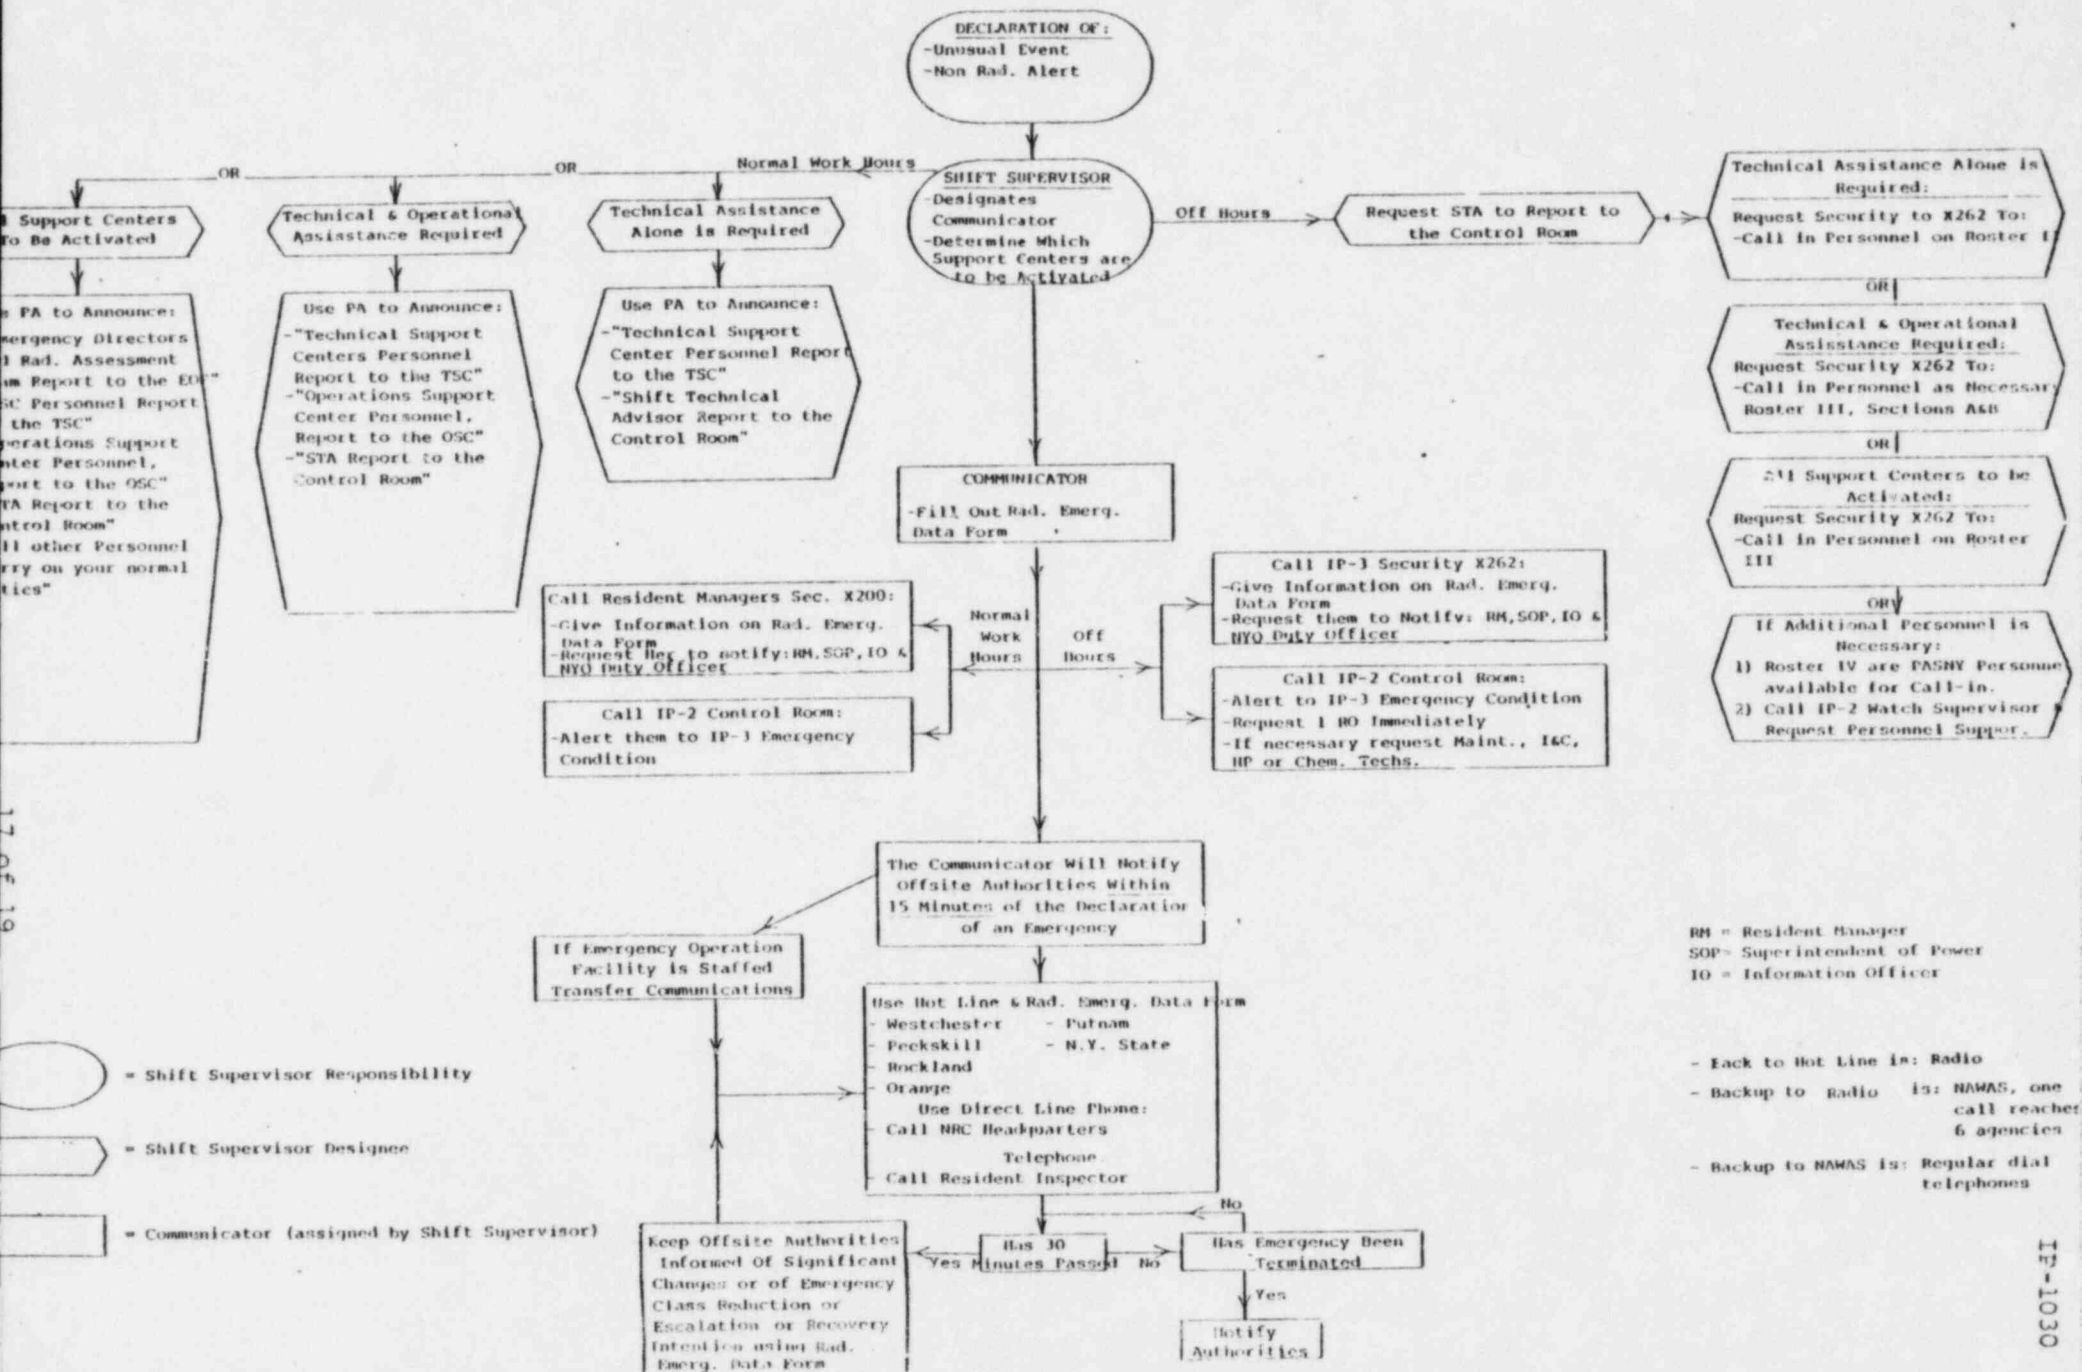 DECLARATION OF:
-Unusual Event
-Non Rad. Alert
OR
OR
Normal Work Hours
SHIFT SUPERVISOR
-Designates
Communicator
-Determine Which
Support Centers are
to be Activated
Off Hours
Request STA to Report to
the Control Room
Support Centers
To Be Activated
Technical & Operational
Assisstance Required
Technical Assistance
Alone is Required
PA to Announce:
Directors
Rad. Assessment
Report to the
Personnel Report
the TSC"
Support
Personnel,
to the OSC"
Report to the
Room"
other Personnel
on your normal
Use PA to Announce:
-"Technical Support
Centers Personnel
Report to the TSC"
-"Operations Support
Center Personnel,
Report to the OSC"
-"STA Report to the
Control Room"
Use PA to Announce:
-"Technical Support
Center Personnel Report
to the TSC"
-"Shift Technical
Advisor Report to the
Control Room"
Technical Assistance Alone is
Required:
Request Security to X262 To:
-Call in Personnel on Roster
OR
Technical & Operational
Assisstance Required:
Request Security X262 To:
-Call in Personnel as
Roster III, Sections A&B
OR
All Support Centers to be
Activated:
Request Security X262 To:
-Call in Personnel on Roster
III
OR
If Additional Personnel is
Necessary:
1) Roster IV are PASNY
available for Call-in.
2) Call IP-2 Watch Supervisor
Request Personnel
COMMUNICATOR
-Fill Out Rad. Emerg.
Data Form
Normal
Work
Hours
Off
Hours
Call Resident Managers Sec. X200:
-Give Information on Rad. Emerg.
Data Form
-Request Her to notify:RM,SOP,IO &
NYO Duty Officer
Call IP-2 Control Room:
-Alert them to IP-3 Emergency
Condition
Call IP-3 Security X262:
-Give Information on Rad. Emerg.
Data Form
-Request them to Notify: RM,SOP,IO &
NYO Duty Officer
Call IP-2 Control Room:
-Alert to IP-3 Emergency Condition
-Request 1 RO Immediately
-If necessary request Maint., I&C,
HP or Chem. Techs.
The Communicator Will Notify
Offsite Authorities Within
15 Minutes of the Declaration
of an Emergency
If Emergency Operation
Facility is Staffed
Transfer Communications
Use Hot Line & Rad. Emerg. Data Form
- Westchester - Putnam
- Peekskill - N.Y. State
- Rockland
- Orange
Use Direct Line Phone:
- Call NRC Headquarters
Telephone
- Call Resident Inspector
No
Has 30
Minutes Passed
Yes
No
Has Emergency Been
Terminated
Yes
Notify
Authorities
Keep Offsite Authorities
Informed Of Significant
Changes or of Emergency
Class Reduction or
Escalation or Recovery
Intention using Rad.
Emerg. Data Form
= Shift Supervisor Responsibility
= Shift Supervisor Designee
= Communicator (assigned by Shift Supervisor)
RM = Resident Manager
SOP= Superintendent of Power
IO = Information Officer
- Back to Hot Line is: Radio
- Backup to Radio is: NAWAS, one
call reaches
6 agencies
- Backup to NAWAS is: Regular dial
telephones
17 of 19
IP-1030